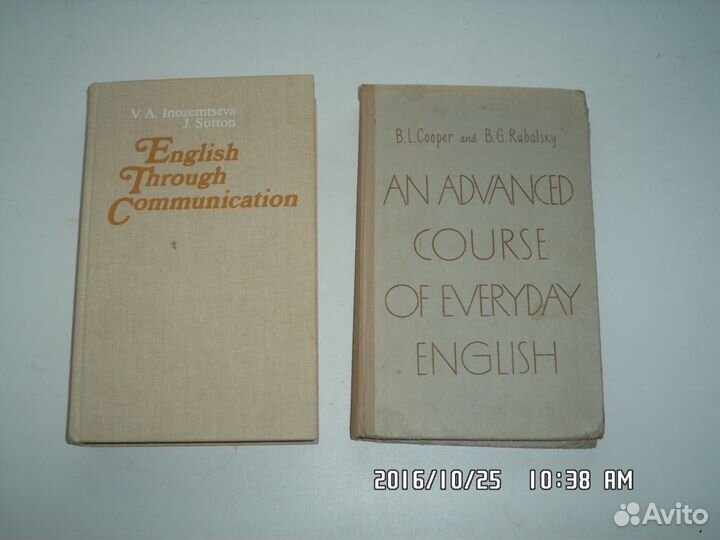 V. A. Inozemtseva
J. Sutton
English
Through
Communication
B.L.Cooper and B.G.Rubalsky
AN ADVANCED
COURSE
OF EVERYDAY
ENGLISH
2016/10/25 10:38 AM
Avito